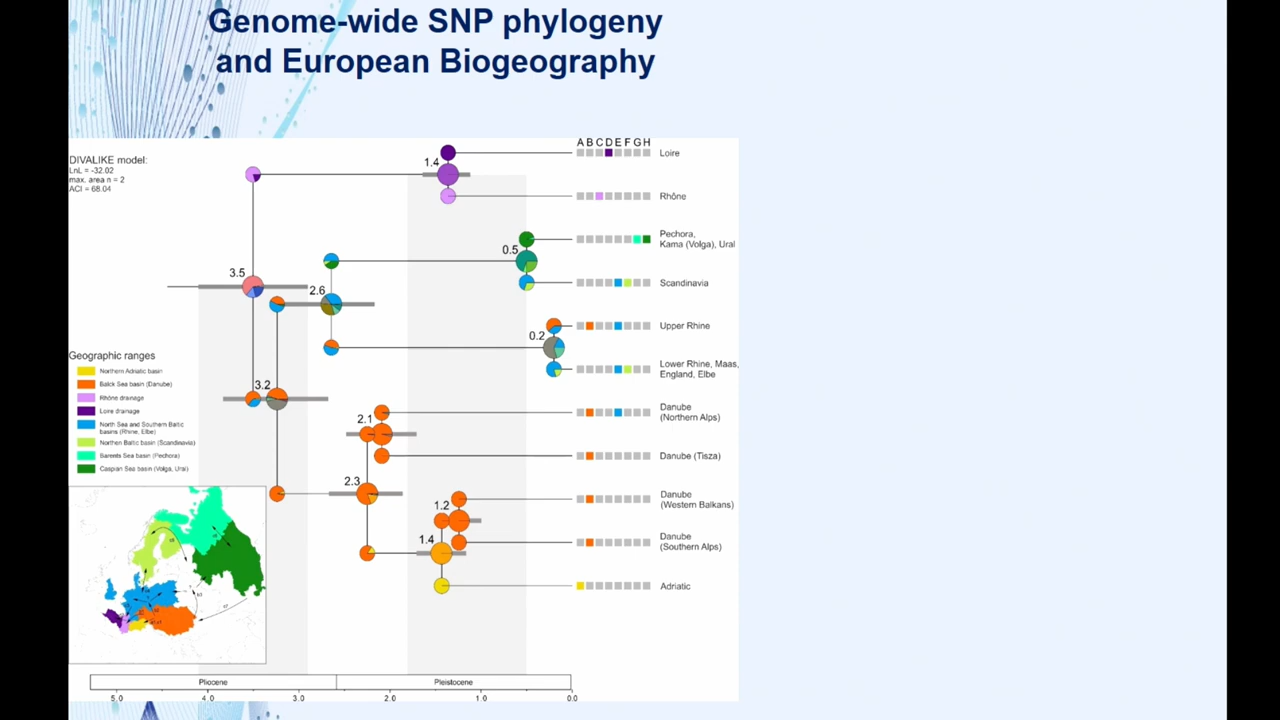 Genome-wide SNP phylogeny
and European Biogeography
DIVALIKE model:
LnL = -32.02
max. area n = 2
ACI = 68.04
A B C D E F G H
1.4
Loire
Rhône
Pechora,
Kama (Volga), Ural
0.5
Scandinavia
3.5
2.6
Upper Rhine
0.2
Lower Rhine, Maas,
England, Elbe
3.2
Danube
(Northern Alps)
2.1
Danube (Tisza)
2.3
Danube
(Western Balkans)
1.2
Danube
(Southern Alps)
1.4
Adriatic
Geographic ranges
Northern Adriatic basin
Balck Sea basin (Danube)
Rhône drainage
Loire drainage
North Sea and Southern Baltic
basins (Rhine, Elbe)
Northen Baltic basin (Scandinavia)
Barents Sea basin (Pechora)
Caspian Sea basin (Volga, Ural)
Pliocene
Pleistocene
5.0 4.0 3.0 2.0 1.0 0.0